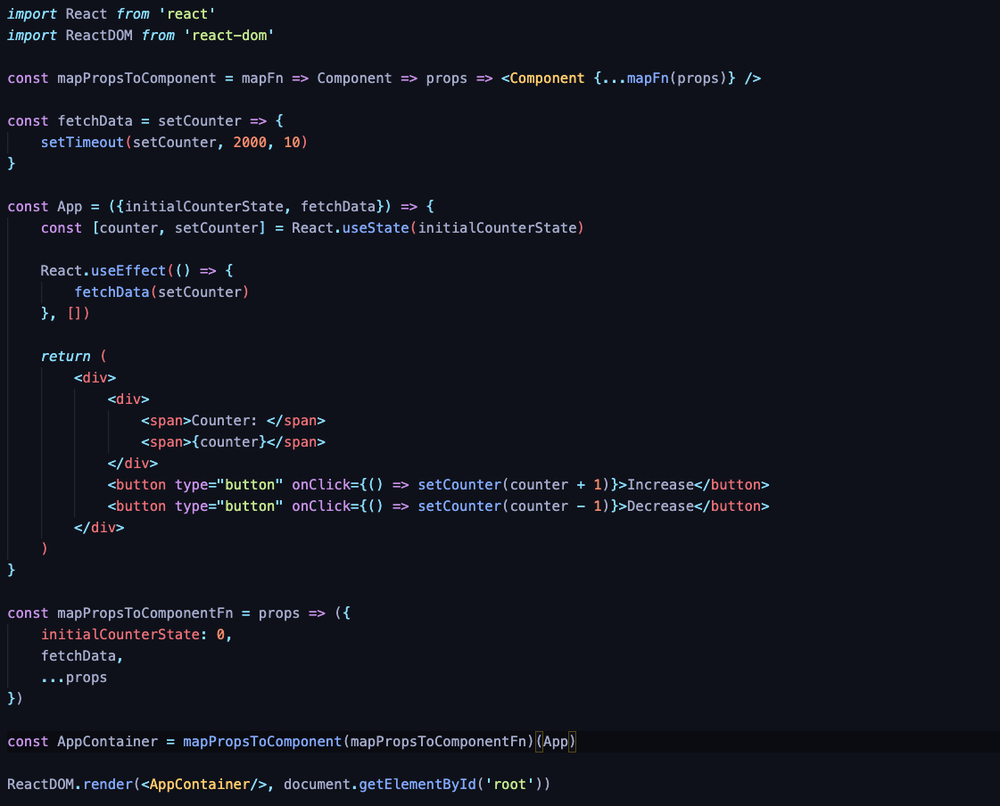 import React from 'react'
import ReactDOM from 'react-dom'
const mapPropsToComponent = mapFn => Component => props => <Component {...mapFn(props)} />
const fetchData = setCounter => {
    setTimeout(setCounter, 2000, 10)
}
const App = ({initialCounterState, fetchData}) => {
    const [counter, setCounter] = React.useState(initialCounterState)
    React.useEffect(() => {
        fetchData(setCounter)
    }, [])
    return (
        <div>
            <div>
                <span>Counter: </span>
                <span>{counter}</span>
            </div>
            <button type="button" onClick={() => setCounter(counter + 1)}>Increase</button>
            <button type="button" onClick={() => setCounter(counter - 1)}>Decrease</button>
        </div>
    )
}
const mapPropsToComponentFn = props => ({
    initialCounterState: 0,
    fetchData,
    ...props
})
const AppContainer = mapPropsToComponent(mapPropsToComponentFn)(App)
ReactDOM.render(<AppContainer/>, document.getElementById('root'))